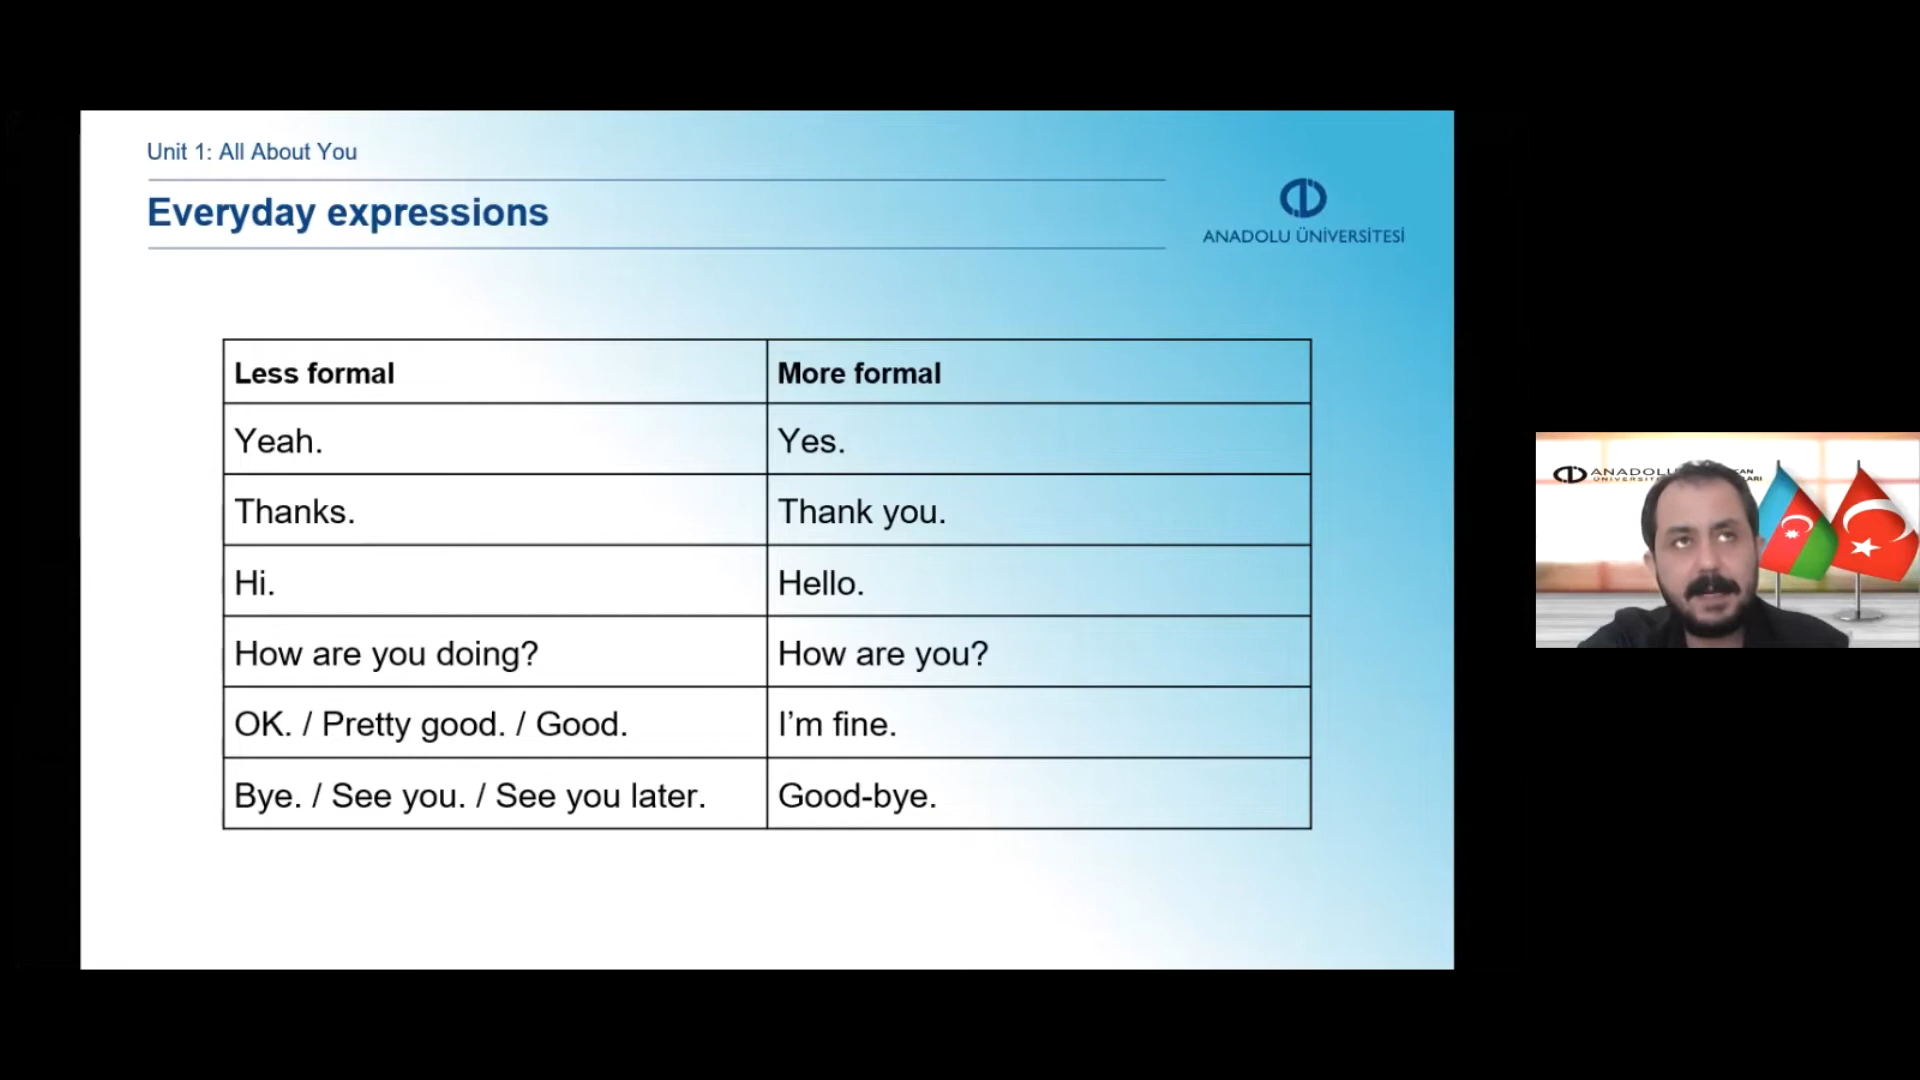 Unit 1: All About You
Everyday expressions
ANADOLU ÜNİVERSİTESİ
Less formal More formal
Yeah. Yes.
Thanks. Thank you.
Hi. Hello.
How are you doing? How are you?
OK. / Pretty good. / Good. I’m fine.
Bye. / See you. / See you later. Good-bye.
ANADOLU